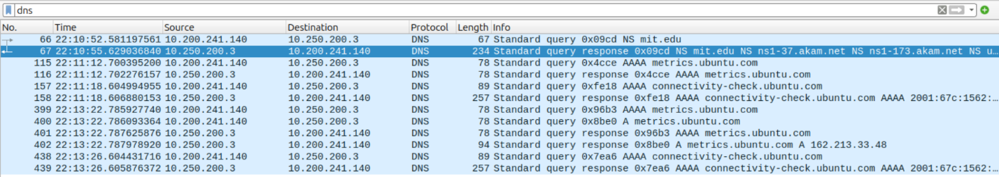 dns
No. Time Source Destination Protocol Length Info
66 22:10:52.581197561 10.200.241.140 10.250.200.3 DNS 67 Standard query 0x09cd NS mit.edu
67 22:10:55.629036840 10.250.200.3 10.200.241.140 DNS 234 Standard query response 0x09cd NS mit.edu NS ns1-37.akam.net NS ns1-173.akam.net NS u…
115 22:11:12.700395200 10.200.241.140 10.250.200.3 DNS 78 Standard query 0x4cce AAAA metrics.ubuntu.com
116 22:11:12.702276157 10.250.200.3 10.200.241.140 DNS 78 Standard query response 0x4cce AAAA metrics.ubuntu.com
157 22:11:18.604994955 10.200.241.140 10.250.200.3 DNS 89 Standard query 0xfe18 AAAA connectivity-check.ubuntu.com
158 22:11:18.606880153 10.250.200.3 10.200.241.140 DNS 257 Standard query response 0xfe18 AAAA connectivity-check.ubuntu.com AAAA 2001:67c:1562:…
399 22:13:22.785927740 10.200.241.140 10.250.200.3 DNS 78 Standard query 0x96b3 AAAA metrics.ubuntu.com
400 22:13:22.786093364 10.200.241.140 10.250.200.3 DNS 78 Standard query 0x8be0 A metrics.ubuntu.com
401 22:13:22.787625876 10.250.200.3 10.200.241.140 DNS 78 Standard query response 0x96b3 AAAA metrics.ubuntu.com
402 22:13:22.787978920 10.250.200.3 10.200.241.140 DNS 94 Standard query response 0x8be0 A metrics.ubuntu.com A 162.213.33.48
438 22:13:26.604431716 10.200.241.140 10.250.200.3 DNS 89 Standard query 0x7ea6 AAAA connectivity-check.ubuntu.com
439 22:13:26.605876372 10.250.200.3 10.200.241.140 DNS 257 Standard query response 0x7ea6 AAAA connectivity-check.ubuntu.com AAAA 2001:67c:1562:…